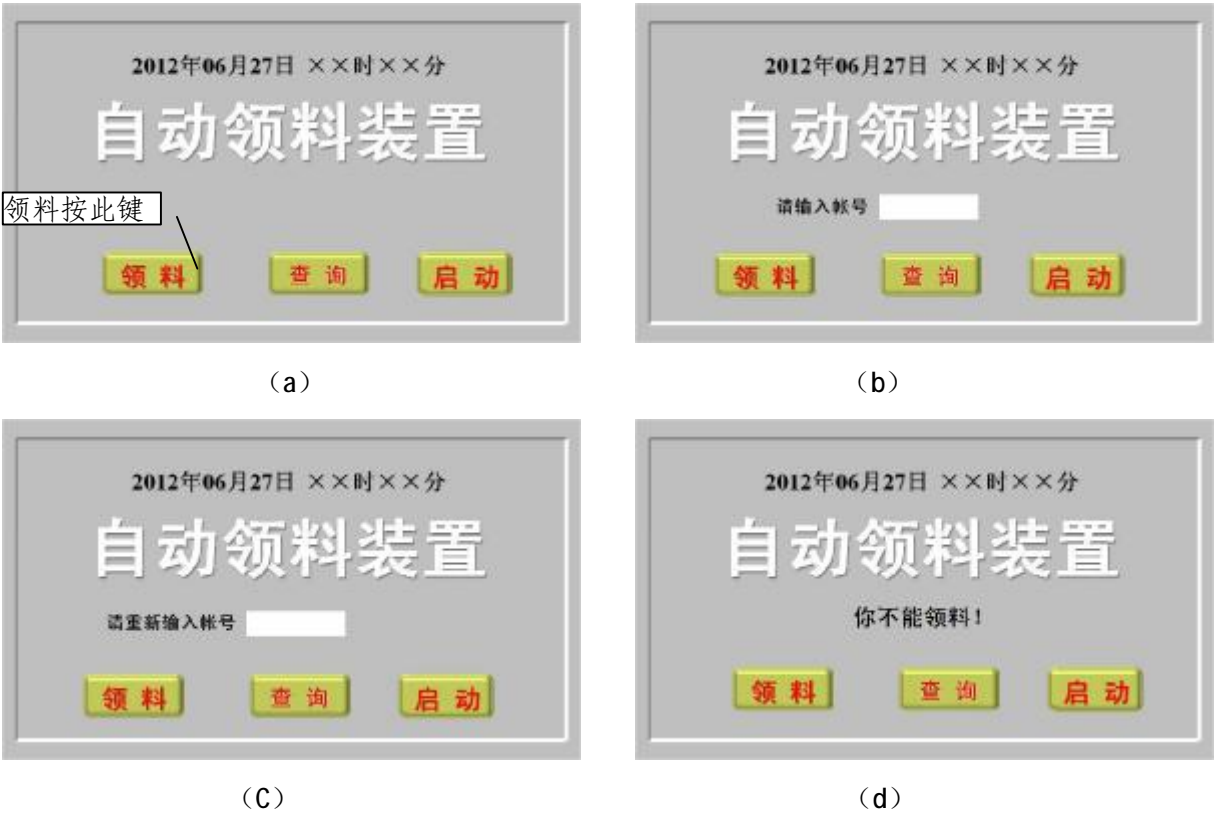 2012年06月27日 ××时××分
自动领料装置
领料按此键
领 料 查 询 启 动
(a)
2012年06月27日 ××时××分
自动领料装置
请输入帐号
领 料 查 询 启 动
(b)
2012年06月27日 ××时××分
自动领料装置
请重新输入帐号
领 料 查 询 启 动
(C)
2012年06月27日 ××时××分
自动领料装置
你不能领料!
领 料 查 询 启 动
(d)